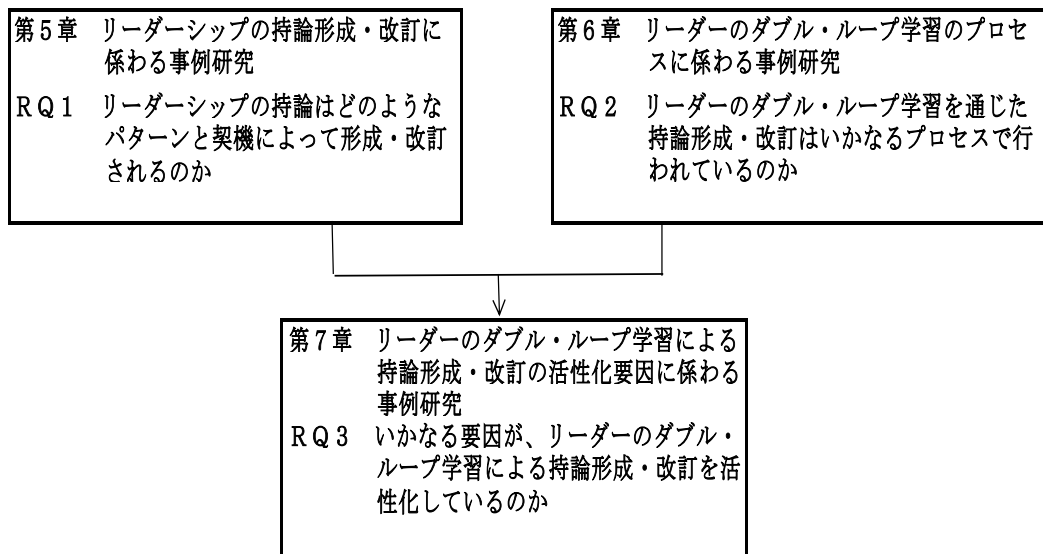 第５章　リーダーシップの持論形成・改訂に
係わる事例研究
ＲＱ１　リーダーシップの持論はどのような
パターンと契機によって形成・改訂
されるのか
第６章　リーダーのダブル・ループ学習のプロセ
スに係わる事例研究
ＲＱ２　リーダーのダブル・ループ学習を通じた
持論形成・改訂はいかなるプロセスで行
われているのか
第７章　リーダーのダブル・ループ学習による
持論形成・改訂の活性化要因に係わる
事例研究
ＲＱ３　いかなる要因が、リーダーのダブル・
ループ学習による持論形成・改訂を活
性化しているのか